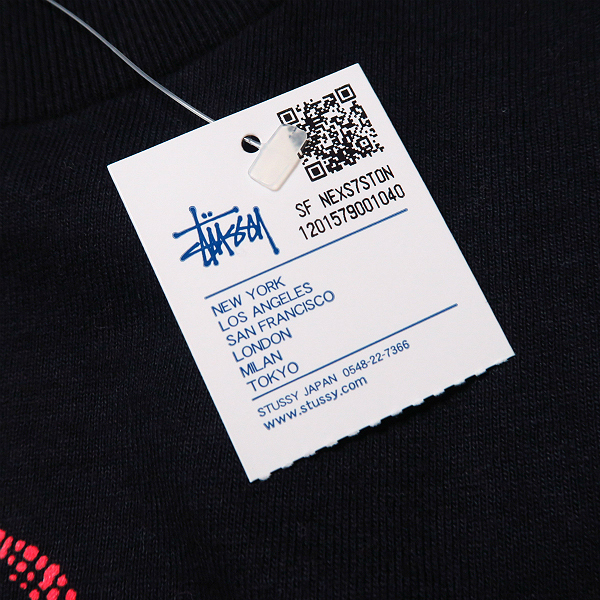 SF NEXS7STON
1201579001040
STÜSSY
NEW YORK
LOS ANGELES
SAN FRANCISCO
LONDON
MILAN
TOKYO
STUSSY JAPAN 0548-22-7366
www.stussy.com